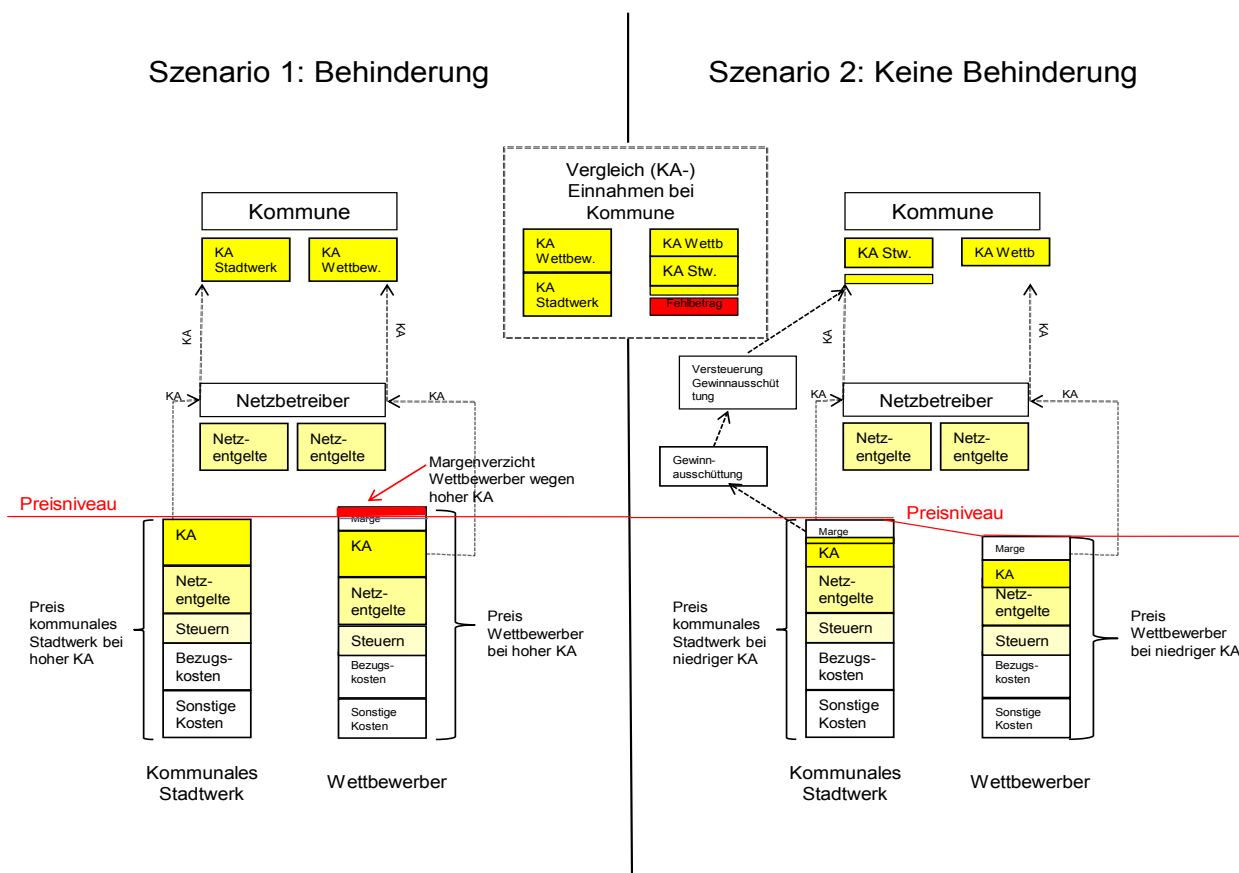 Szenario 1: Behinderung
Kommune
KA
Stadtwerk
KA
Wettbew.
KA
KA
KA
Netzbetreiber
KA
Netz-
entgelte
Netz-
entgelte
Margenverzicht
Wettbewerber wegen
hoher KA
Preisniveau
Preis
kommunales
Stadtwerk bei
hoher KA
KA
Netz-
entgelte
Steuern
Bezugs-
kosten
Sonstige
Kosten
Kommunales
Stadtwerk
Marge
KA
Netz-
entgelte
Steuern
Bezugs-
kosten
Sonstige
Kosten
Wettbewerber
Preis
Wettbewerber
bei hoher KA
Vergleich (KA-)
Einnahmen bei
Kommune
KA
Wettbew.
KA
Stadtwerk
KA Wettb
KA Stw.
Fehlbetrag
Szenario 2: Keine Behinderung
Kommune
KA Stw.
KA Wettb
KA
KA
Versteuerung
Gewinnausschüt
tung
KA
Netzbetreiber
KA
Netz-
entgelte
Netz-
entgelte
Gewinn-
ausschüttung
Preisniveau
Preis
kommunales
Stadtwerk bei
niedriger KA
Marge
KA
Netz-
entgelte
Steuern
Bezugs-
kosten
Sonstige
Kosten
Kommunales
Stadtwerk
Marge
KA
Netz-
entgelte
Steuern
Bezugs-
kosten
Sonstige
Kosten
Wettbewerber
Preis
Wettbewerber
bei niedriger KA